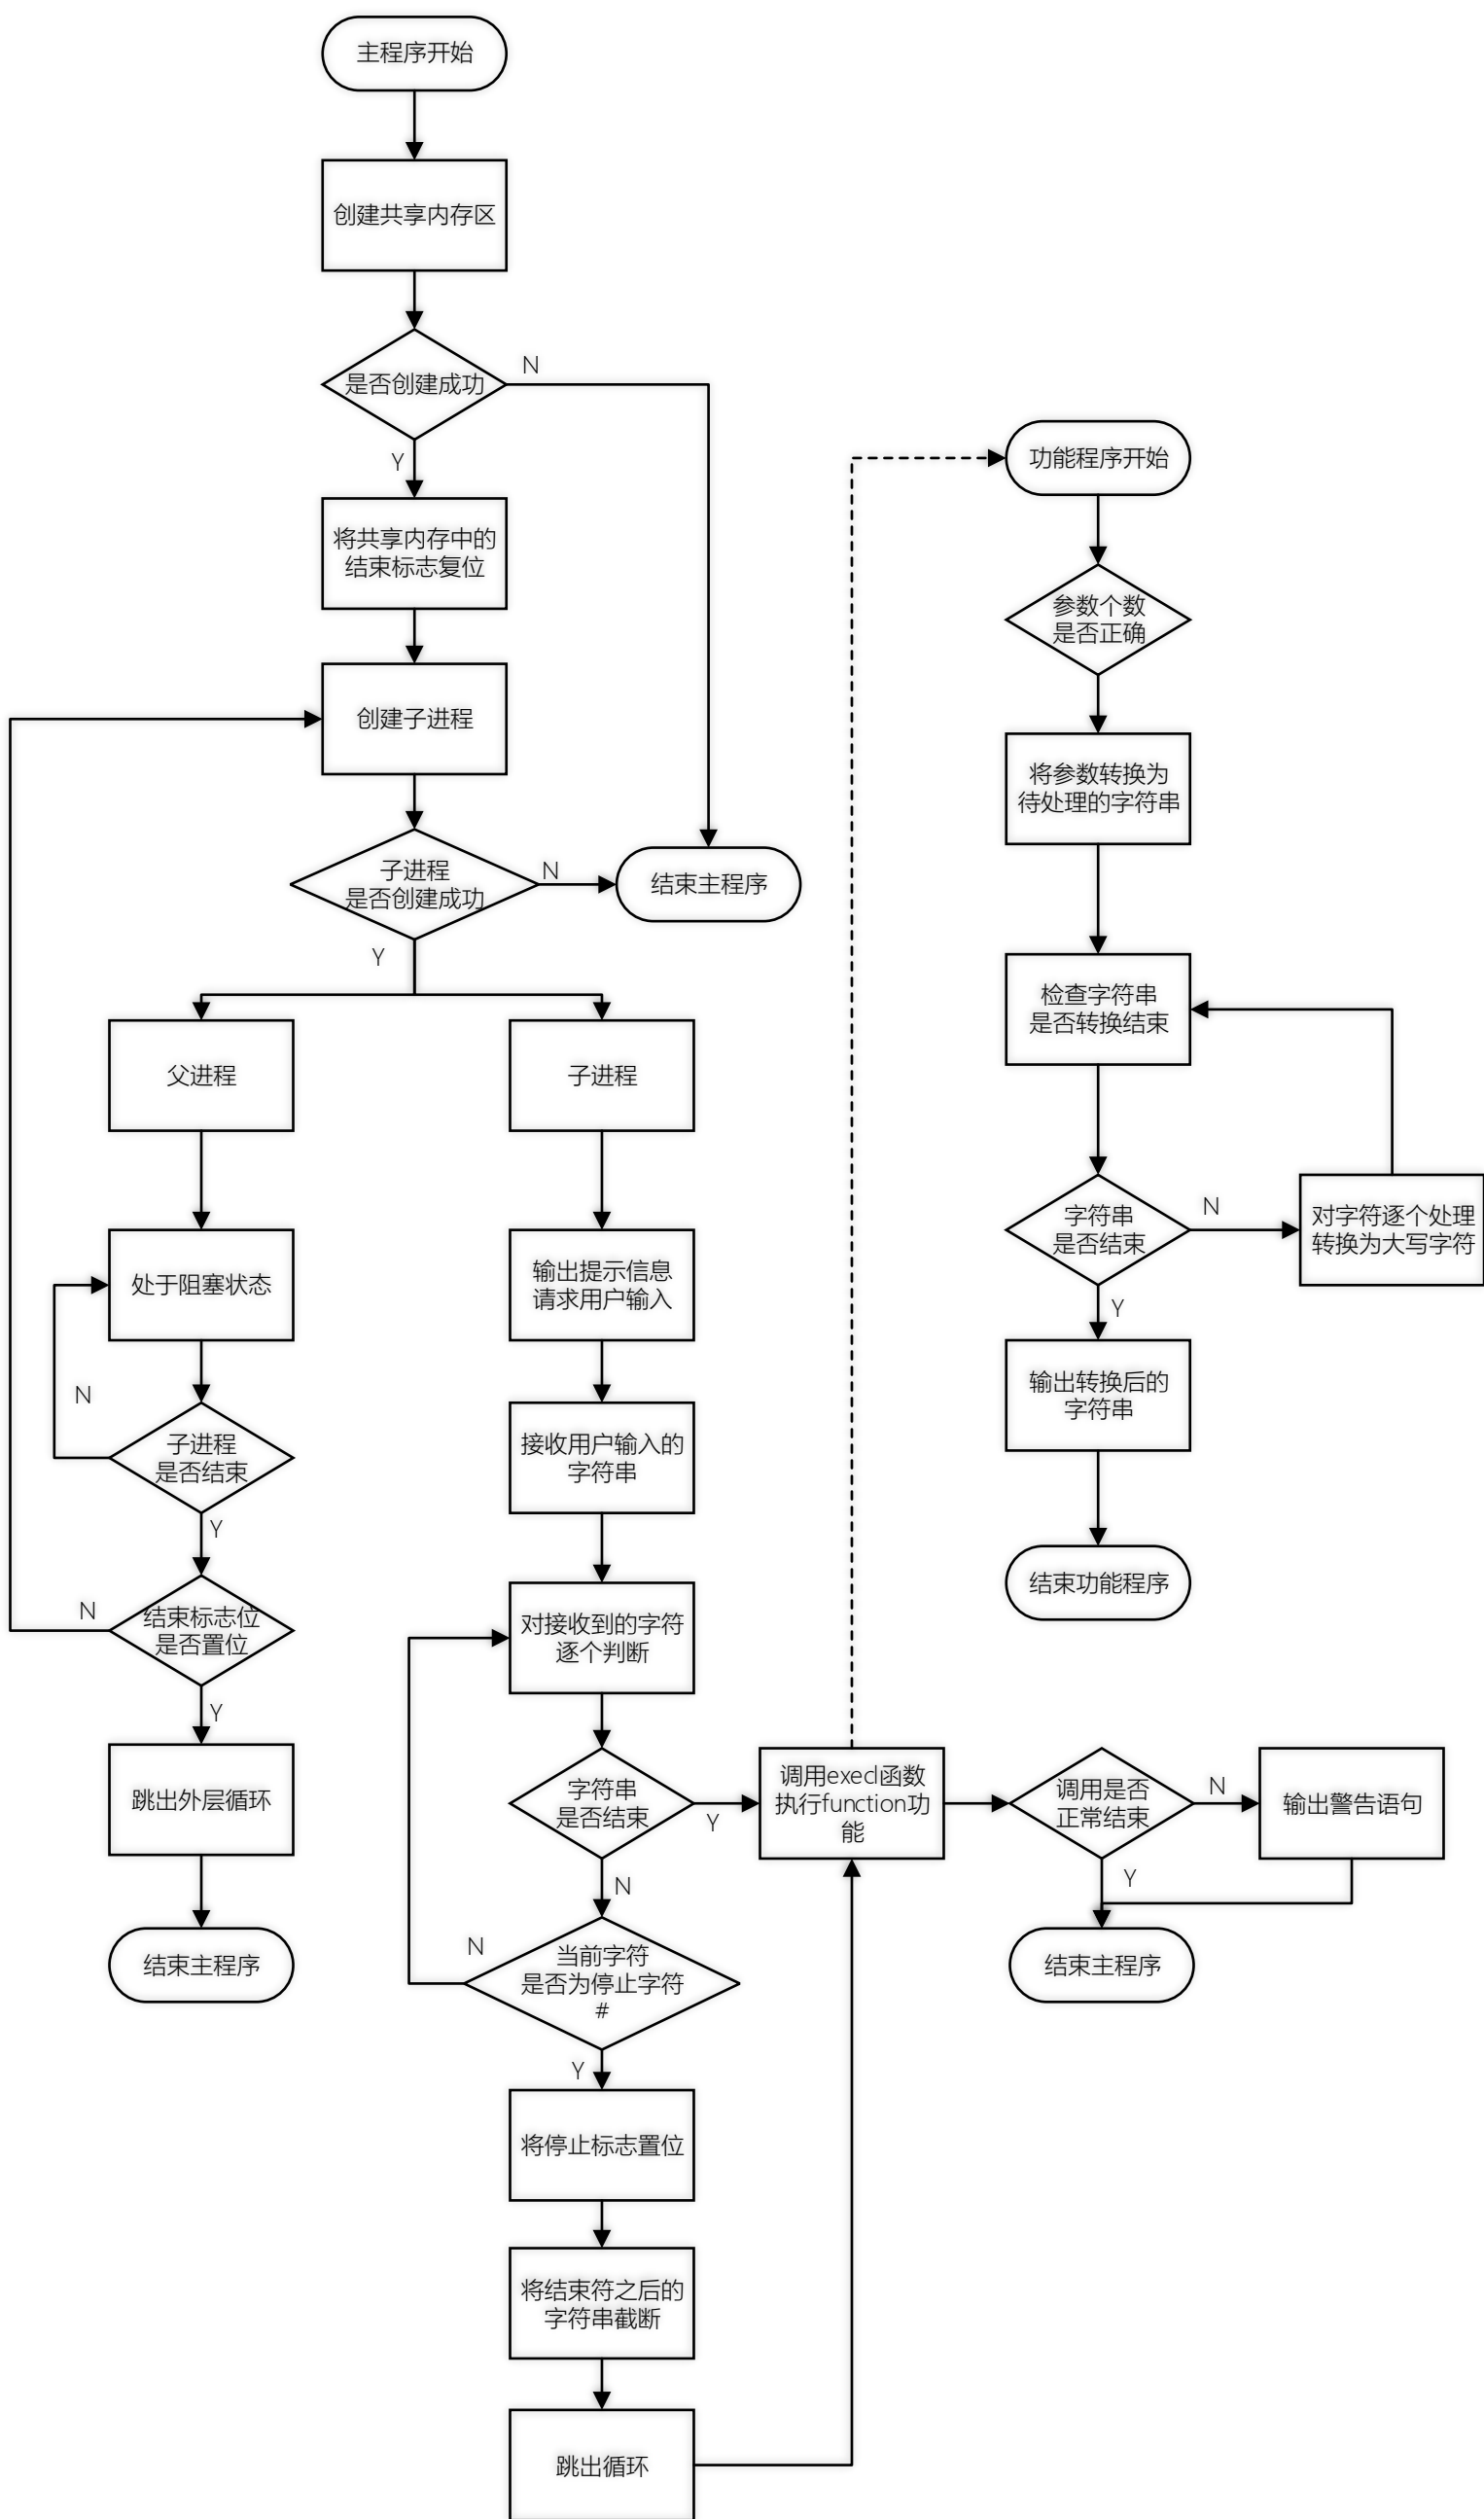 主程序开始
创建共享内存区
是否创建成功
N
Y
将共享内存中的
结束标志复位
创建子进程
子进程
是否创建成功
N
结束主程序
Y
父进程
子进程
处于阻塞状态
N
子进程
是否结束
Y
结束标志位
是否置位
N
Y
跳出外层循环
结束主程序
输出提示信息
请求用户输入
接收用户输入的
字符串
对接收到的字符
逐个判断
字符串
是否结束
Y
N
当前字符
是否为停止字符
#
N
Y
将停止标志置位
将结束符之后的
字符串截断
跳出循环
调用execl函数
执行function功
能
调用是否
正常结束
N
输出警告语句
Y
结束主程序
功能程序开始
参数个数
是否正确
将参数转换为
待处理的字符串
检查字符串
是否转换结束
字符串
是否结束
N
对字符逐个处理
转换为大写字符
Y
输出转换后的
字符串
结束功能程序